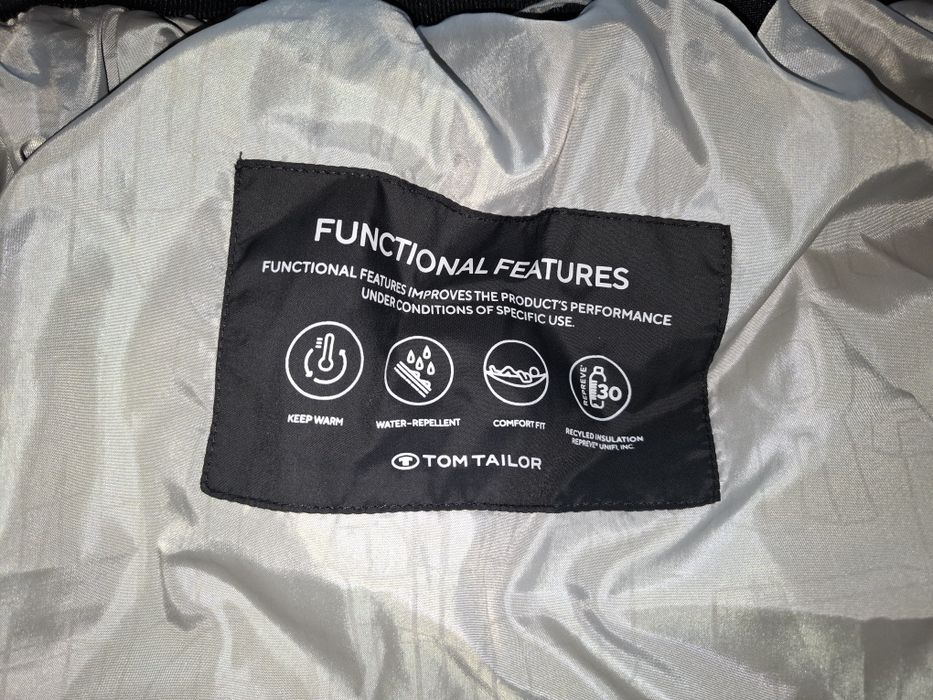 FUNCTIONAL FEATURES
FUNCTIONAL FEATURES IMPROVES THE PRODUCT'S PERFORMANCE
UNDER CONDITIONS OF SPECIFIC USE.
KEEP WARM
WATER-REPELLENT
COMFORT FIT
REPREVE®
30
RECYLED INSULATION
REPREVE® UNIFI, INC.
TOM TAILOR